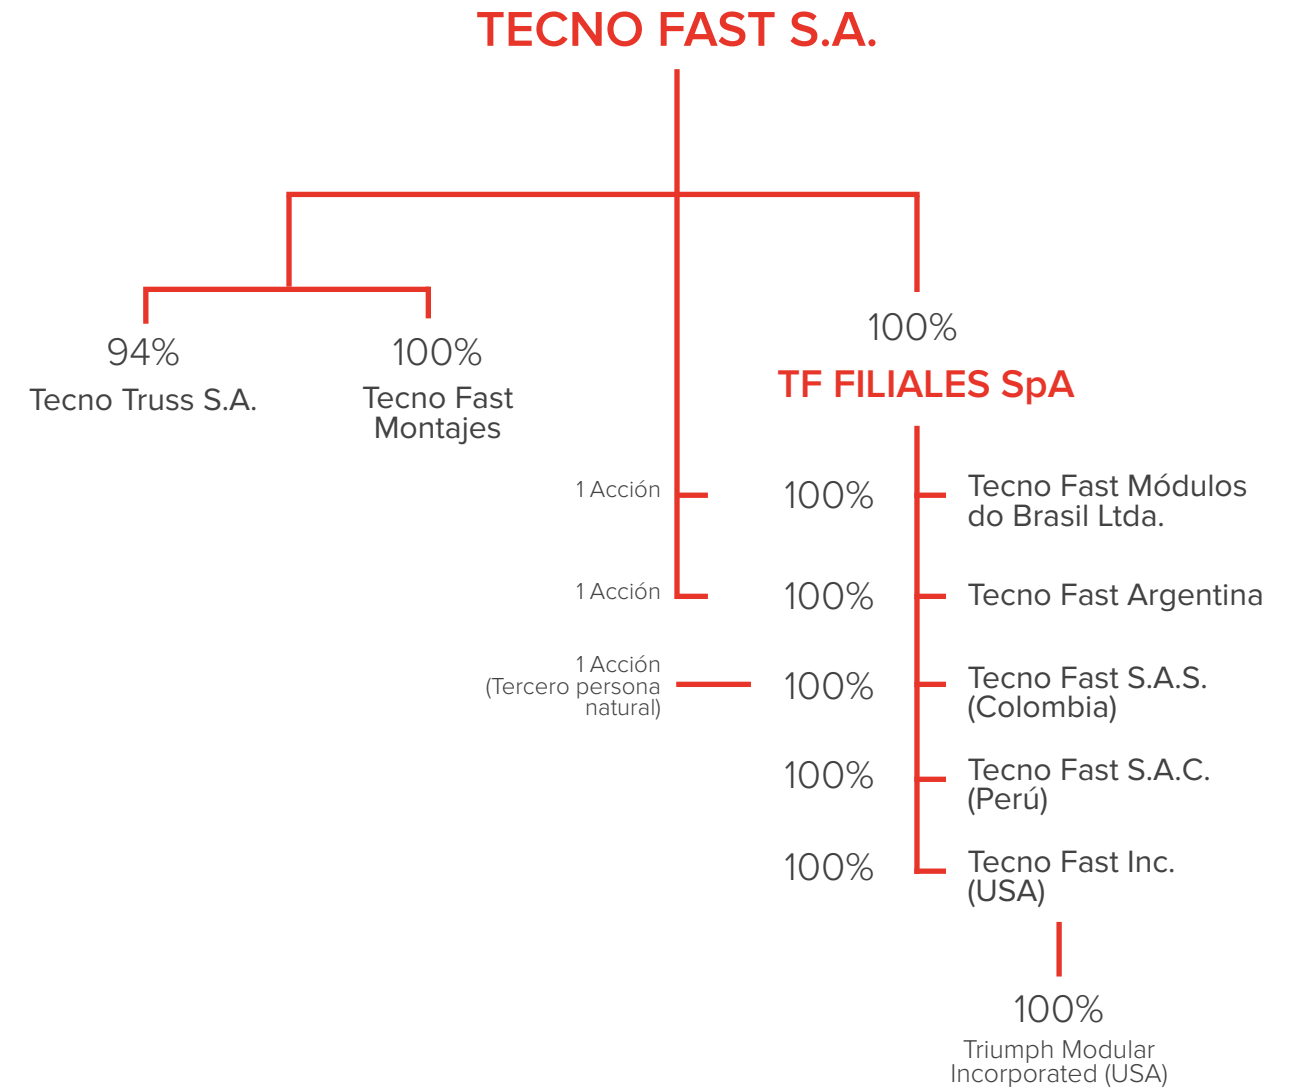 TECNO FAST S.A.
94%
Tecno Truss S.A.
100%
Tecno Fast
Montajes
100%
TF FILIALES SpA
1 Acción
100%
Tecno Fast Módulos
do Brasil Ltda.
1 Acción
100%
Tecno Fast Argentina
1 Acción
(Tercero persona
natural)
100%
Tecno Fast S.A.S.
(Colombia)
100%
Tecno Fast S.A.C.
(Perú)
100%
Tecno Fast Inc.
(USA)
100%
Triumph Modular
Incorporated (USA)